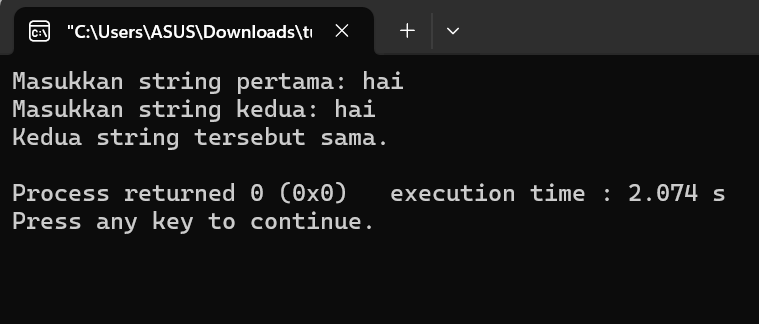 "C:\Users\ASUS\Downloads\tu
Masukkan string pertama: hai
Masukkan string kedua: hai
Kedua string tersebut sama.
Process returned 0 (0x0)   execution time : 2.074 s
Press any key to continue.